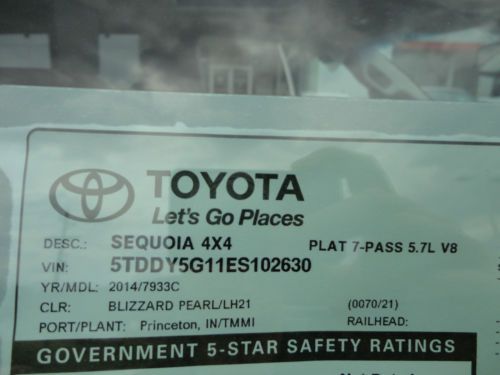 TOYOTA
Let's Go Places
DESC.: SEQUOIA 4X4 PLAT 7-PASS 5.7L V8
VIN: 5TDDY5G11ES102630
YR/MDL: 2014/7933C
CLR: BLIZZARD PEARL/LH21 (0070/21)
PORT/PLANT: Princeton, IN/TMMI RAILHEAD:
GOVERNMENT 5-STAR SAFETY RATINGS